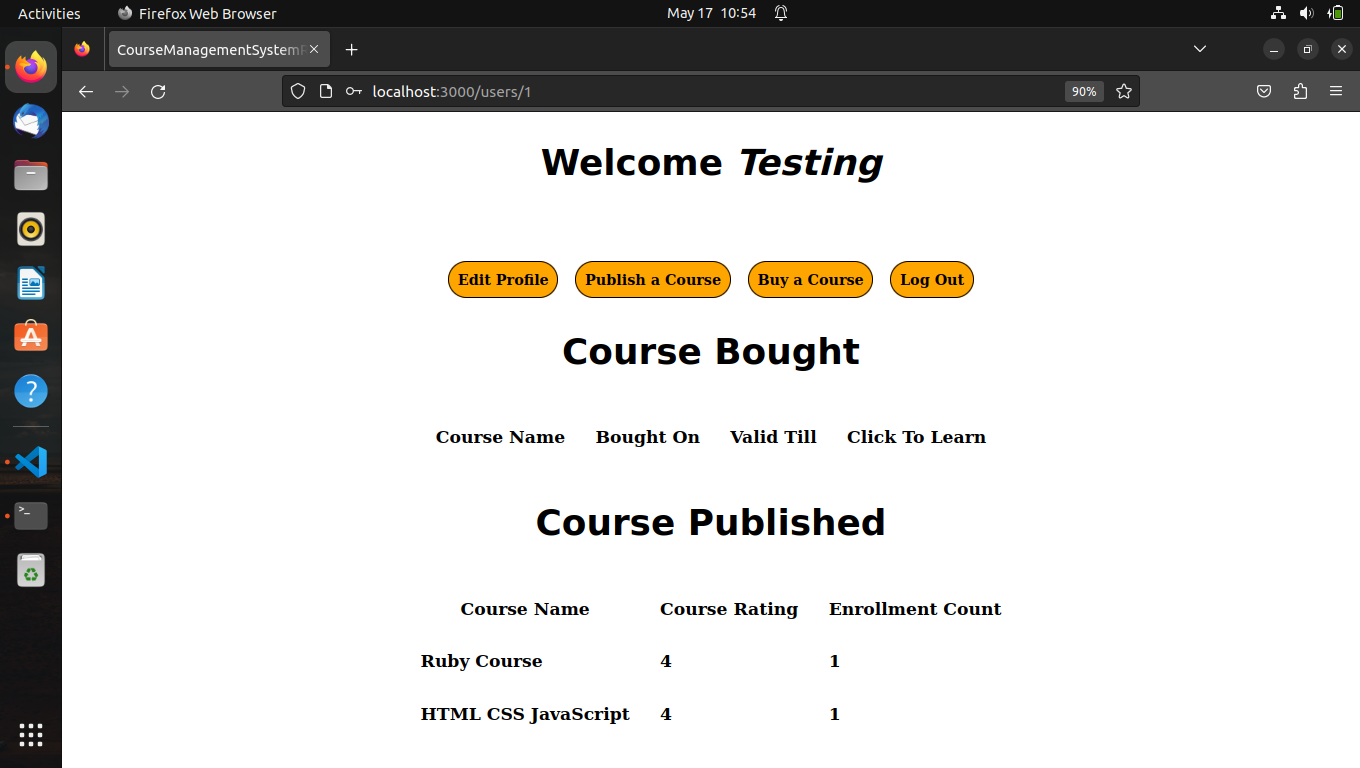 Activities Firefox Web Browser May 17 10:54
CourseManagementSystemR
localhost:3000/users/1 90%
Welcome Testing
Edit Profile Publish a Course Buy a Course Log Out
Course Bought
Course Name Bought On Valid Till Click To Learn
Course Published
Course Name Course Rating Enrollment Count
Ruby Course 4 1
HTML CSS JavaScript 4 1